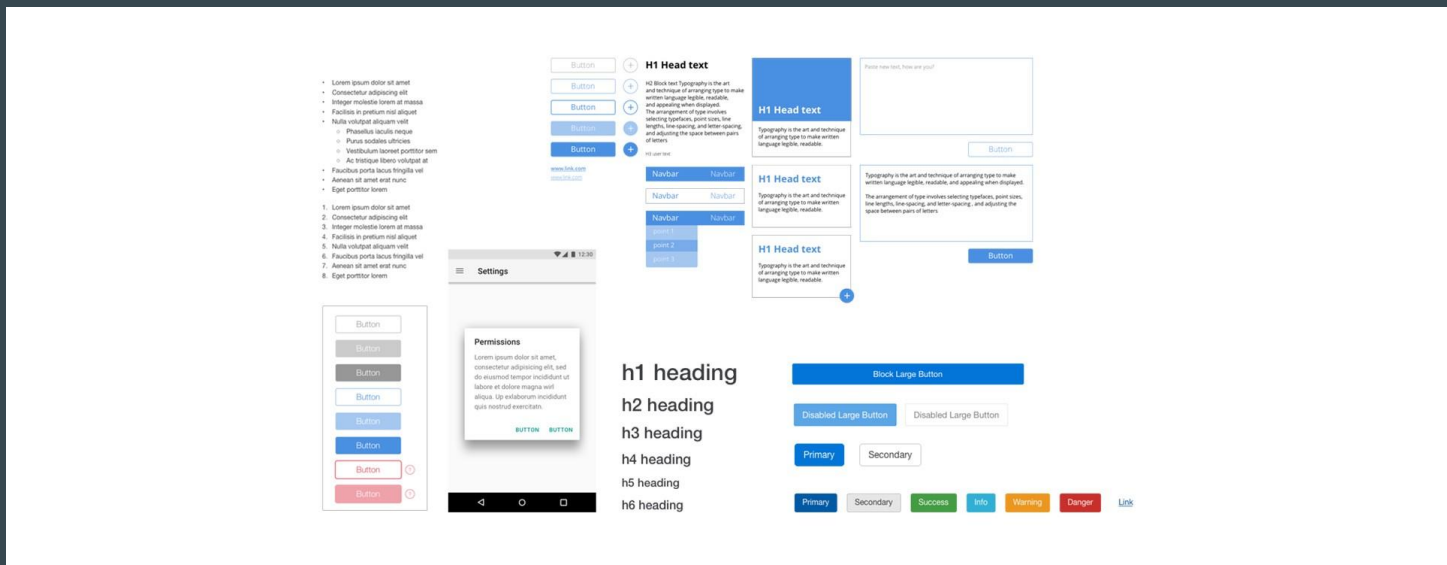 Lorem ipsum dolor sit amet
Consectetur adipiscing elit
Integer molestie lorem at massa
Facilisis in pretium nisl aliquet
Nulla volutpat aliquam velit
Phasellus iaculis neque
Purus sodales ultricies
Vestibulum laoreet porttitor sem
Ac tristique libero volutpat at
Faucibus porta lacus fringilla vel
Aenean sit amet erat nunc
Eget porttitor lorem
1. Lorem ipsum dolor sit amet
2. Consectetur adipiscing elit
3. Integer molestie lorem at massa
4. Facilisis in pretium nisl aliquet
5. Nulla volutpat aliquam velit
6. Faucibus porta lacus fringilla vel
7. Aenean sit amet erat nunc
8. Eget porttitor lorem
Button
Button
Button
Button
Button
Button
Button
Button
12:30
Settings
Permissions
Lorem ipsum dolor sit amet,
consectetur adipisicing elit, sed
do eiusmod tempor incididunt ut
labore et dolore magna wirl
aliqua. Up exlaborum incididunt
quis nostrud exercitatn.
BUTTON BUTTON
Button
Button
Button
Button
Button
www.link.com
www.link.com
H1 Head text
H2 Block text Typography is the art
and technique of arranging type to make
written language legible, readable,
and appealing when displayed.
The arrangement of type involves
selecting typefaces, point sizes, line
lengths, line-spacing, and letter-spacing,
and adjusting the space between pairs
of letters
H3 user text
Navbar Navbar
Navbar Navbar
Navbar Navbar
point 1
point 2
point 3
H1 Head text
Typography is the art and technique
of arranging type to make written
language legible, readable.
H1 Head text
Typography is the art and technique
of arranging type to make written
language legible, readable.
H1 Head text
Typography is the art and technique
of arranging type to make written
language legible, readable.
Paste new text, how are you?
Button
Typography is the art and technique of arranging type to make
written language legible, readable, and appealing when displayed.
The arrangement of type involves selecting typefaces, point sizes,
line lengths, line-spacing, and letter-spacing , and adjusting the
space between pairs of letters
Button
h1 heading
h2 heading
h3 heading
h4 heading
h5 heading
h6 heading
Block Large Button
Disabled Large Button Disabled Large Button
Primary Secondary
Primary Secondary Success Info Warning Danger Link